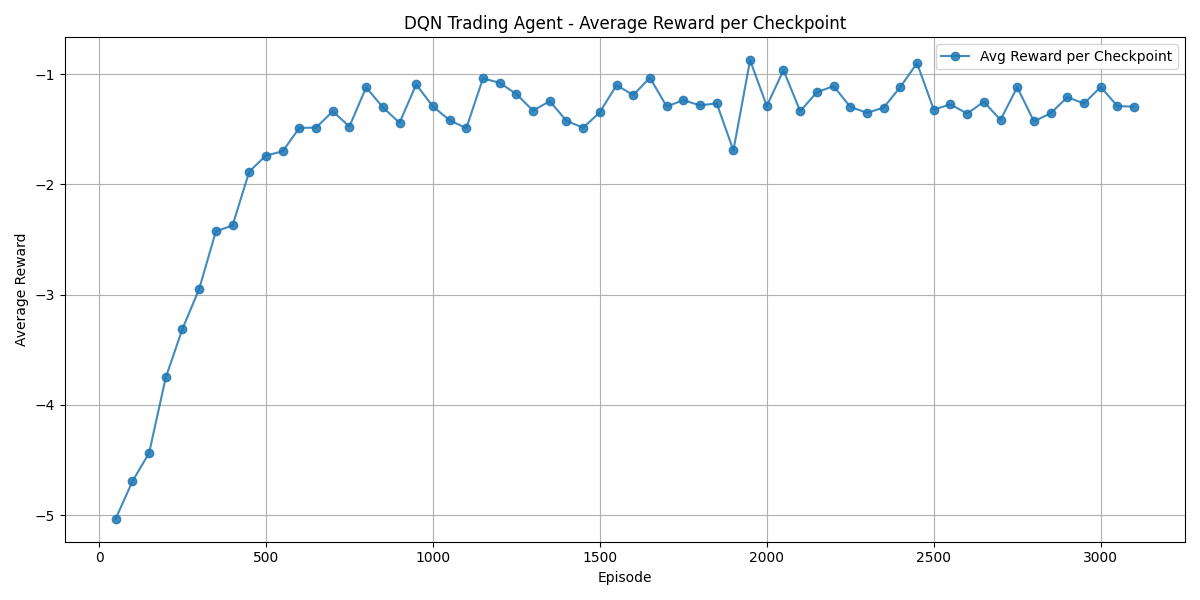 DQN Trading Agent - Average Reward per Checkpoint
Avg Reward per Checkpoint
Average Reward
−1
−2
−3
−4
−5
0 500 1000 1500 2000 2500 3000
Episode